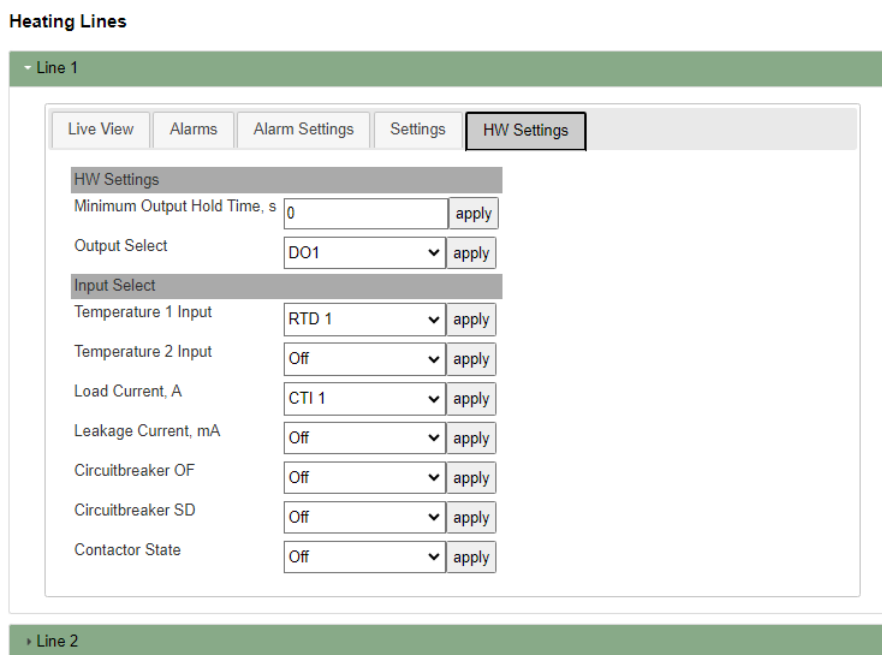 Heating Lines
Line 1
Live View Alarms Alarm Settings Settings HW Settings
HW Settings
Minimum Output Hold Time, s 0 apply
Output Select DO1 apply
Input Select
Temperature 1 Input RTD 1 apply
Temperature 2 Input Off apply
Load Current, A CTI 1 apply
Leakage Current, mA Off apply
Circuitbreaker OF Off apply
Circuitbreaker SD Off apply
Contactor State Off apply
Line 2